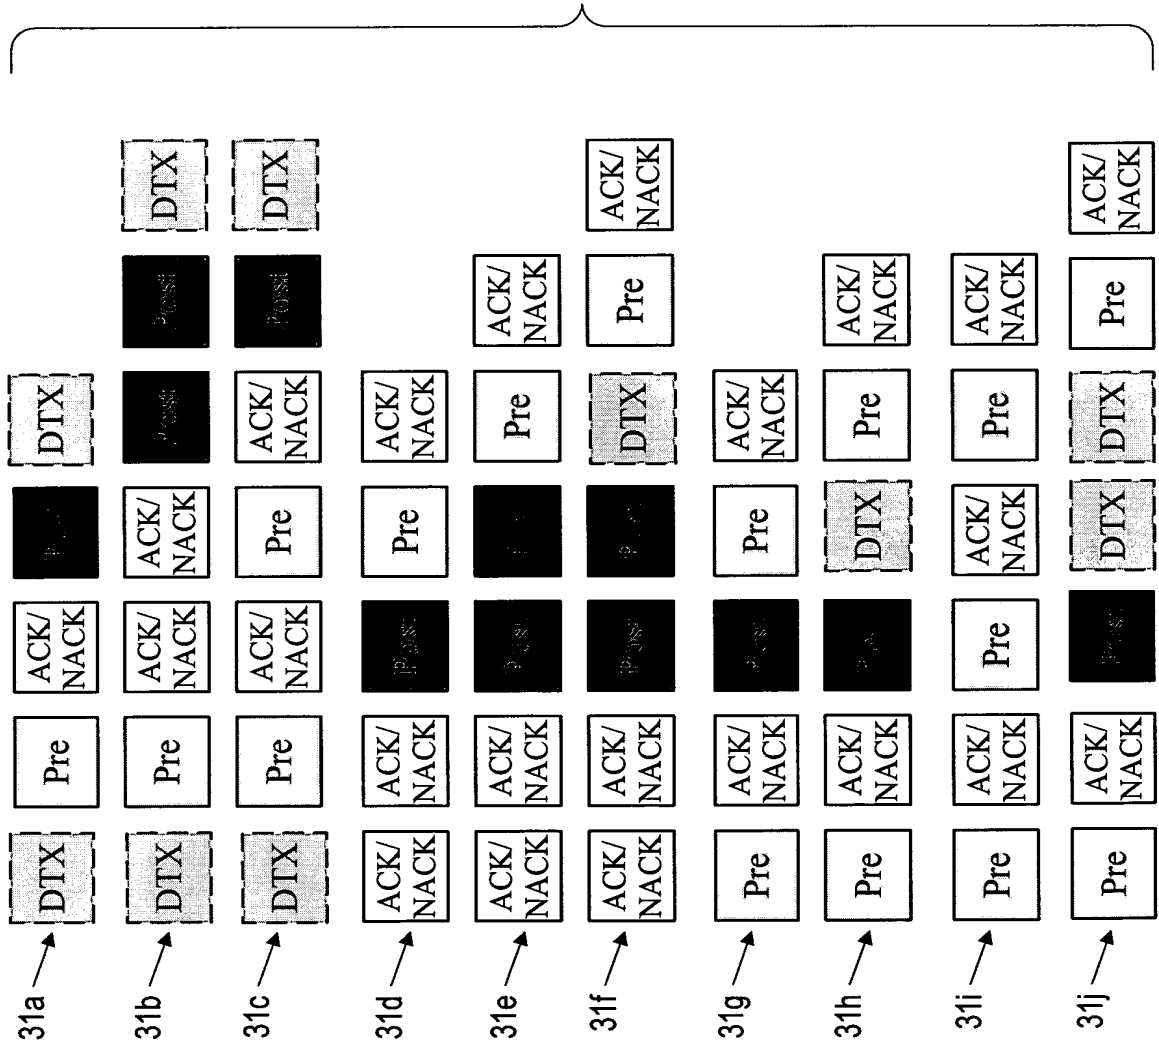 31a
DTX
Pre
ACK/
NACK
DTX
31b
DTX
Pre
ACK/
NACK
ACK/
NACK
Post
Post
DTX
31c
DTX
Pre
ACK/
NACK
Pre
ACK/
NACK
Post
DTX
31d
ACK/
NACK
ACK/
NACK
Post
Pre
ACK/
NACK
31e
ACK/
NACK
ACK/
NACK
Post
Pre
ACK/
NACK
31f
ACK/
NACK
ACK/
NACK
Post
DTX
Pre
ACK/
NACK
31g
Pre
ACK/
NACK
Post
Pre
ACK/
NACK
31h
Pre
ACK/
NACK
DTX
Pre
ACK/
NACK
31i
Pre
ACK/
NACK
Pre
ACK/
NACK
Pre
ACK/
NACK
31j
Pre
ACK/
NACK
Post
DTX
DTX
Pre
ACK/
NACK